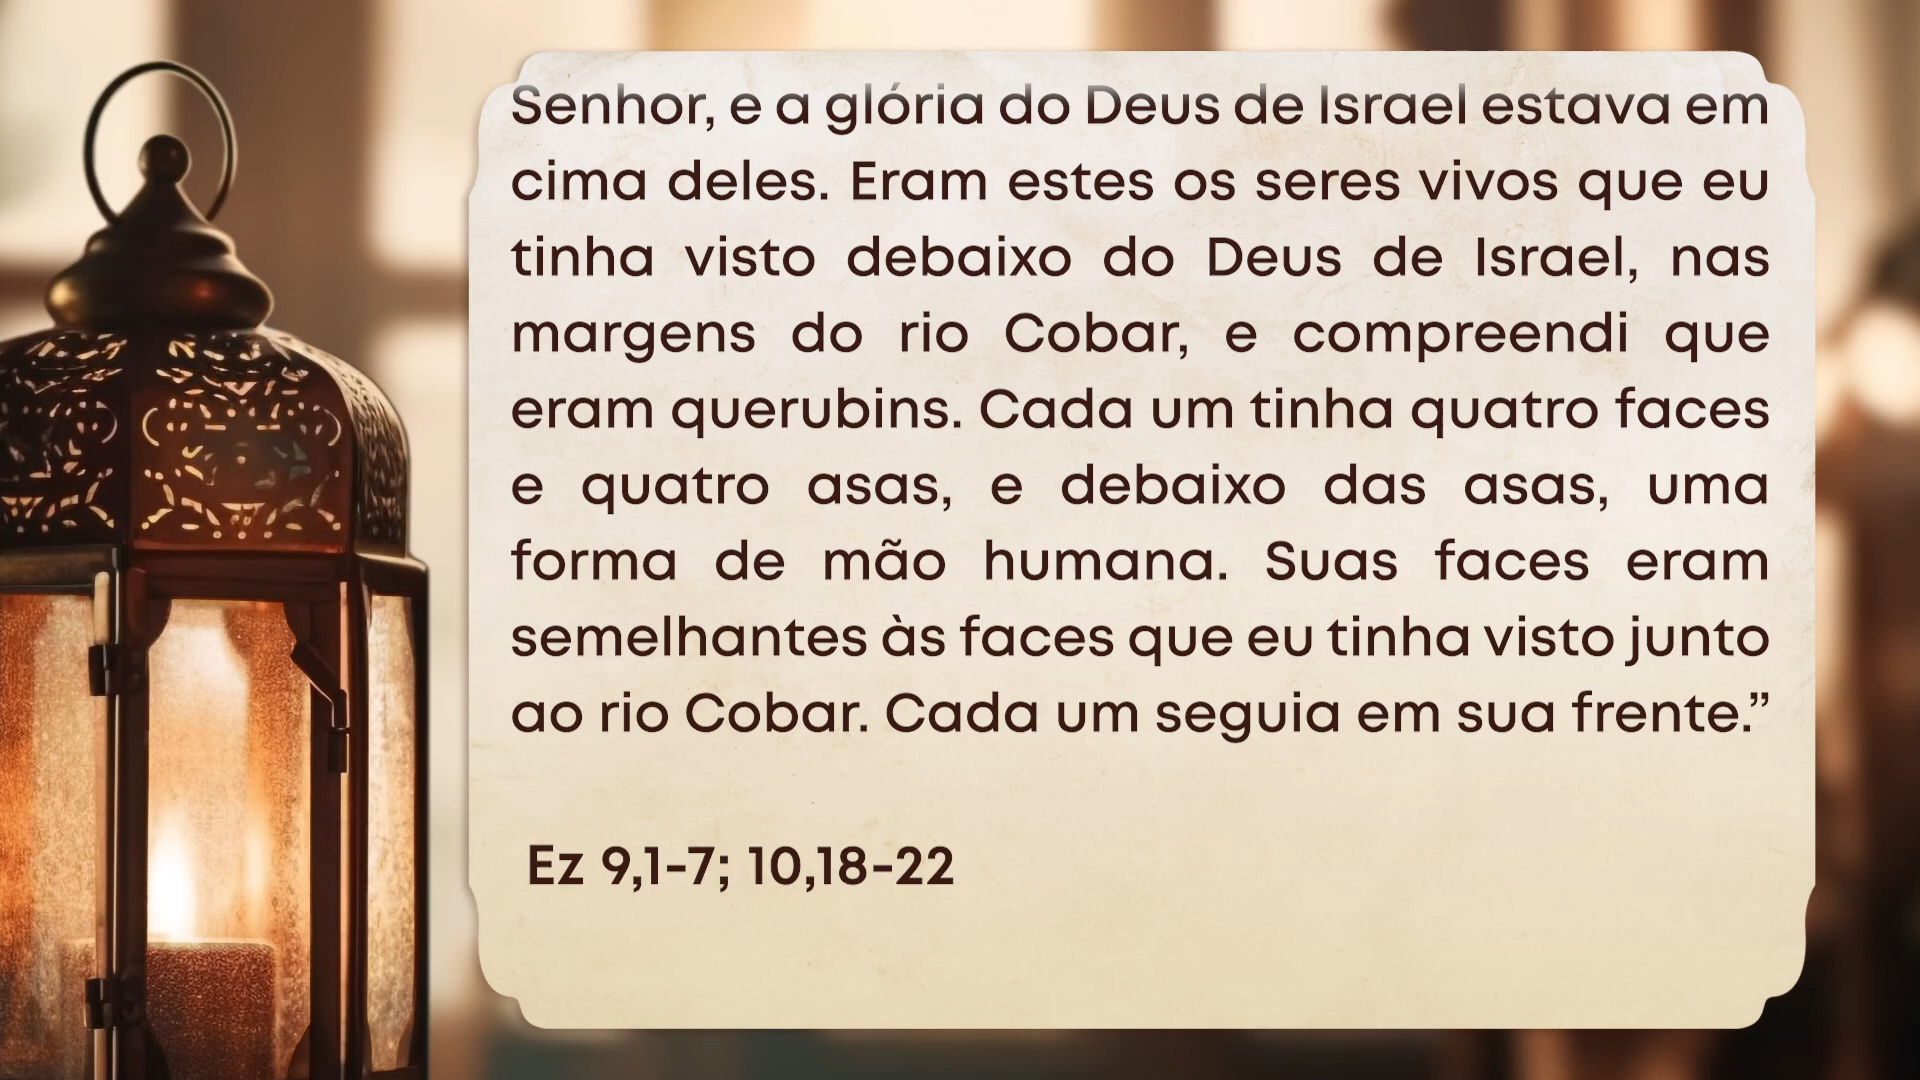 Senhor, e a glória do Deus de Israel estava em
cima deles. Eram estes os seres vivos que eu
tinha visto debaixo do Deus de Israel, nas
margens do rio Cobar, e compreendi que
eram querubins. Cada um tinha quatro faces
e quatro asas, e debaixo das asas, uma
forma de mão humana. Suas faces eram
semelhantes às faces que eu tinha visto junto
ao rio Cobar. Cada um seguia em sua frente.”
Ez 9,1-7; 10,18-22